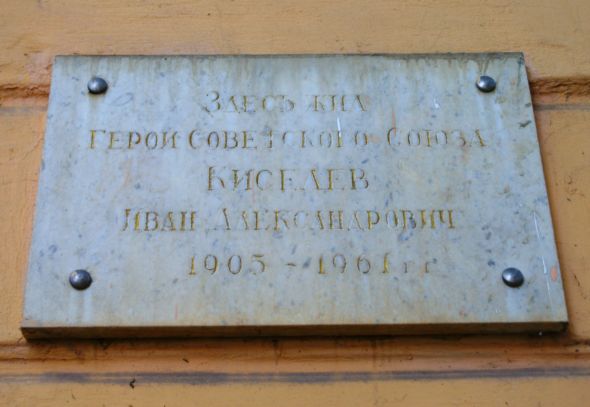 Здесь жил
Герой Советского Союза
Киселев
Иван Александрович
1903 - 1961 гг